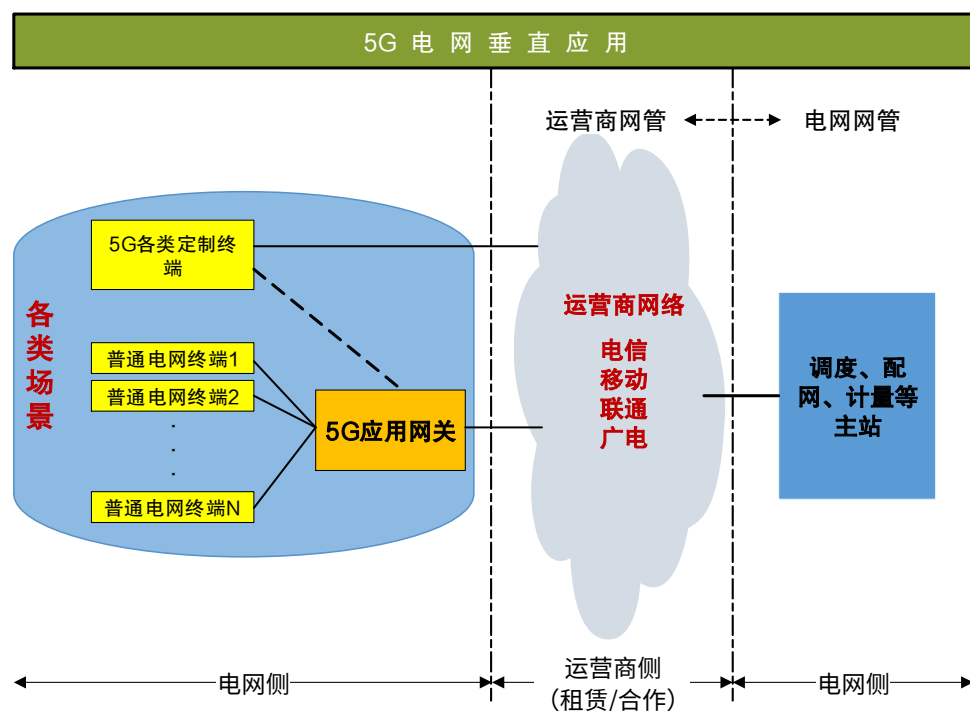 5G 电 网 垂 直 应 用
运营商网管
电网网管
5G各类定制终
端
各
类
场
景
普通电网终端1
普通电网终端2
.
.
.
普通电网终端N
5G应用网关
运营商网络
电信
移动
联通
广电
调度、配
网、计量等
主站
电网侧
运营商侧
（租赁/合作）
电网侧